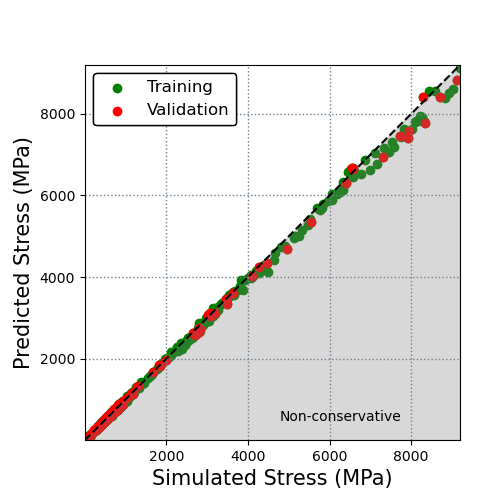 Training
Validation
Predicted Stress (MPa)
8000
6000
4000
2000
Non-conservative
2000 4000 6000 8000
Simulated Stress (MPa)